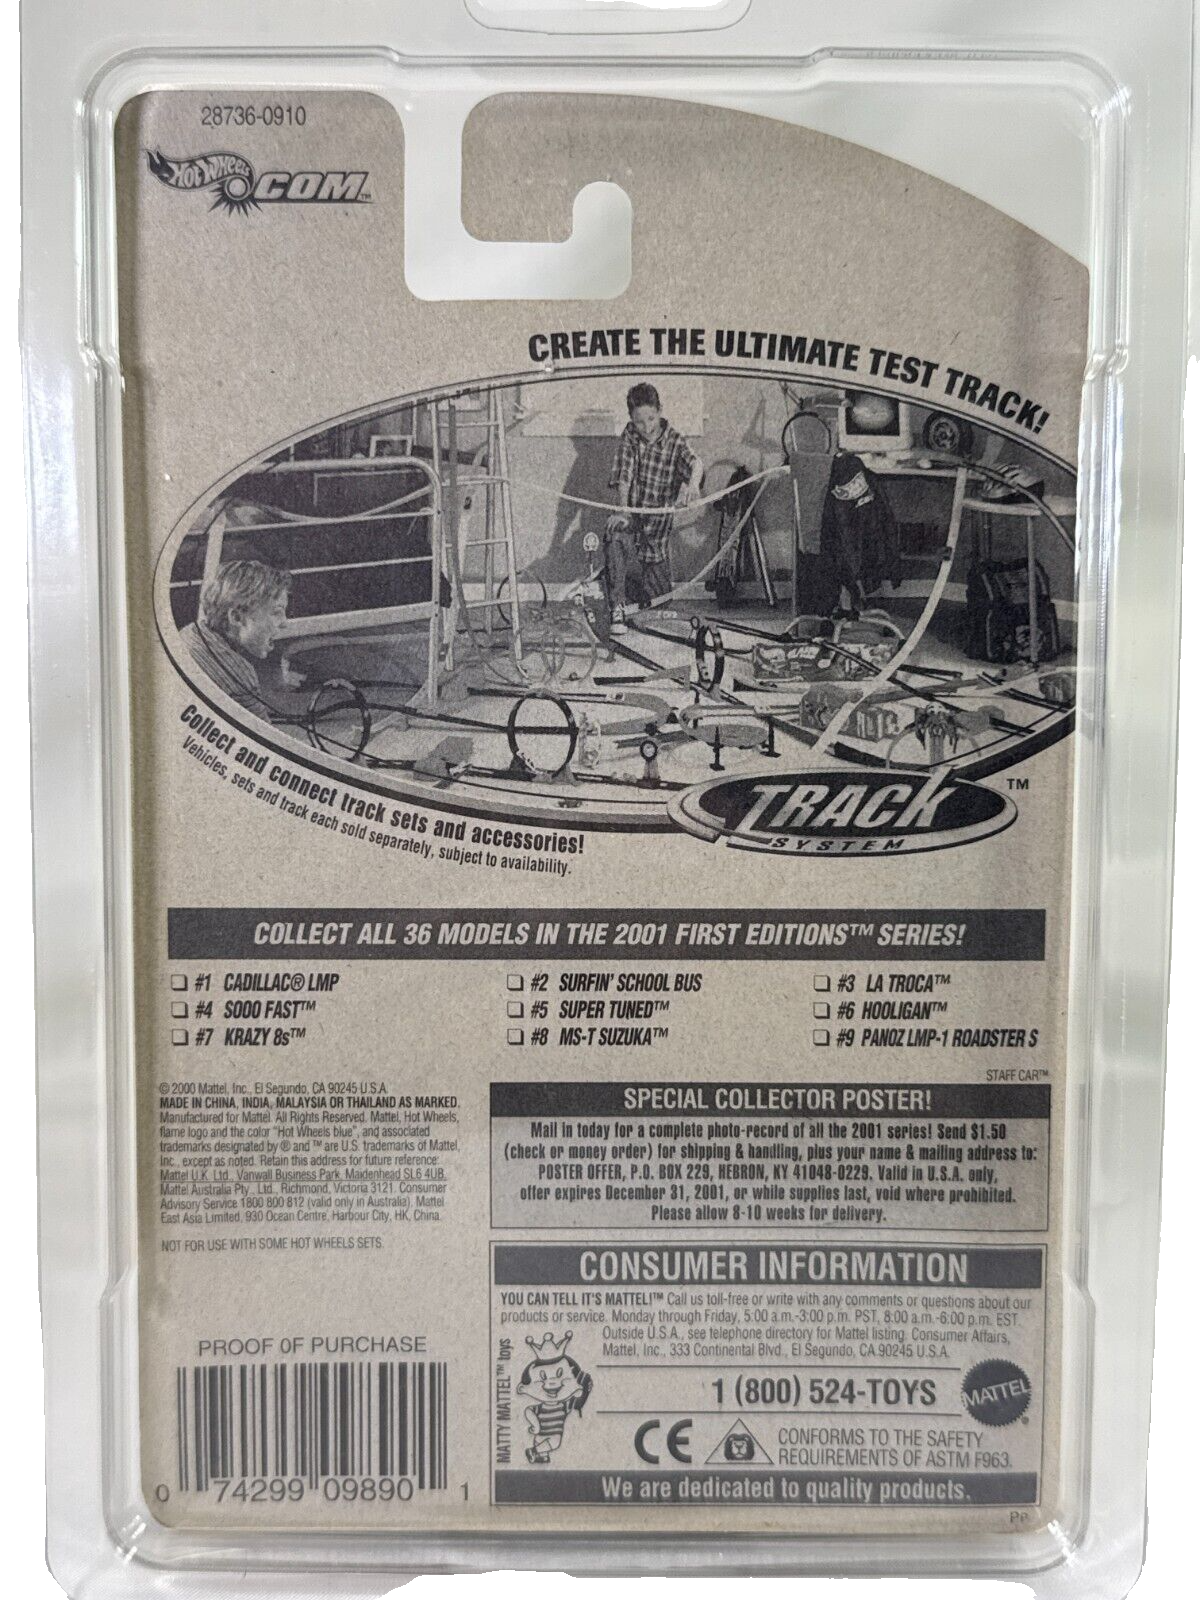 28736-0910
HOT WHEELS.COM™
CREATE THE ULTIMATE TEST TRACK!
Collect and connect track sets and accessories!
Vehicles, sets and track each sold separately, subject to availability.
TRACK™
SYSTEM
COLLECT ALL 36 MODELS IN THE 2001 FIRST EDITIONS™ SERIES!
#1 CADILLAC® LMP
#2 SURFIN' SCHOOL BUS
#3 LA TROCA™
#4 SOOO FAST™
#5 SUPER TUNED™
#6 HOOLIGAN™
#7 KRAZY 8s™
#8 MS-T SUZUKA™
#9 PANOZ LMP-1 ROADSTER S
STAFF CAR™
© 2000 Mattel, Inc., El Segundo, CA 90245 U.S.A.
MADE IN CHINA, INDIA, MALAYSIA OR THAILAND AS MARKED.
Manufactured for Mattel. All Rights Reserved. Mattel, Hot Wheels,
flame logo and the color "Hot Wheels blue", and associated
trademarks designated by ® and ™ are U.S. trademarks of Mattel,
Inc., except as noted. Retain this address for future reference:
Mattel U.K. Ltd., Vanwall Business Park, Maidenhead SL6 4UB.
Mattel Australia Pty., Ltd., Richmond, Victoria 3121. Consumer
Advisory Service 1800 800 812 (valid only in Australia). Mattel
East Asia Limited, 930 Ocean Centre, Harbour City, HK, China.
NOT FOR USE WITH SOME HOT WHEELS SETS.
SPECIAL COLLECTOR POSTER!
Mail in today for a complete photo-record of all the 2001 series! Send $1.50
(check or money order) for shipping & handling, plus your name & mailing address to:
POSTER OFFER, P.O. BOX 229, HEBRON, KY 41048-0229. Valid in U.S.A. only,
offer expires December 31, 2001, or while supplies last, void where prohibited.
Please allow 8-10 weeks for delivery.
CONSUMER INFORMATION
YOU CAN TELL IT'S MATTEL!™ Call us toll-free or write with any comments or questions about our
products or service. Monday through Friday, 5:00 a.m.-3:00 p.m. PST, 8:00 a.m.-6:00 p.m. EST.
Outside U.S.A., see telephone directory for Mattel listing. Consumer Affairs,
Mattel, Inc., 333 Continental Blvd., El Segundo, CA 90245 U.S.A.
MATTY MATTEL™ toys
1 (800) 524-TOYS
MATTEL®
CE
CONFORMS TO THE SAFETY
REQUIREMENTS OF ASTM F963.
We are dedicated to quality products.
PROOF OF PURCHASE
0 74299 09890 1